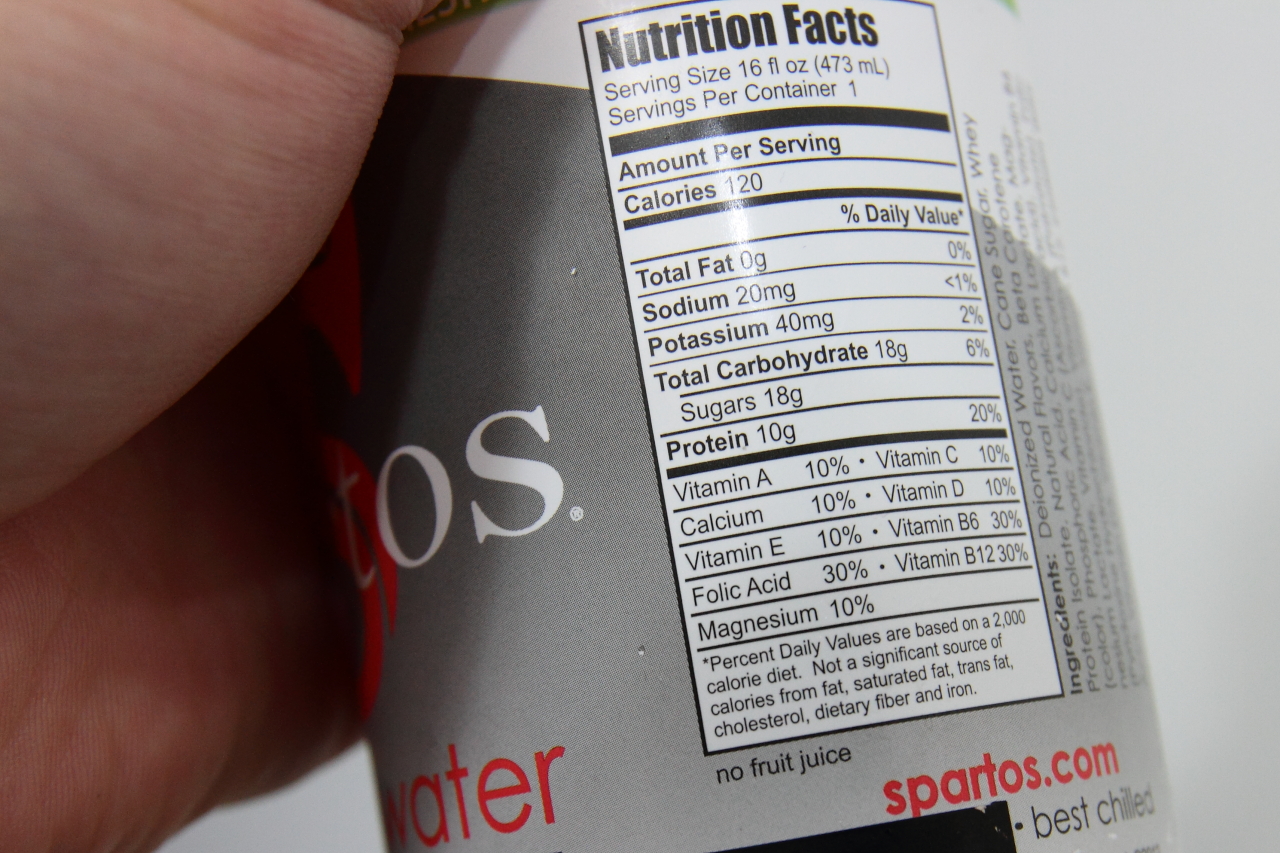 Nutrition Facts
Serving Size 16 fl oz (473 mL)
Servings Per Container 1
Amount Per Serving
Calories 120
% Daily Value*
Total Fat 0g 0%
Sodium 20mg <1%
Potassium 40mg 2%
Total Carbohydrate 18g 6%
Sugars 18g
Protein 10g 20%
Vitamin A 10% • Vitamin C 10%
Calcium 10% • Vitamin D 10%
Vitamin E 10% • Vitamin B6 30%
Folic Acid 30% • Vitamin B12 30%
Magnesium 10%
*Percent Daily Values are based on a 2,000
calorie diet. Not a significant source of
calories from fat, saturated fat, trans fat,
cholesterol, dietary fiber and iron.
no fruit juice
tos®
water
spartos.com
• best chilled
Ingredients: Deionized Water, Cane Sugar, Whey
Protein Isolate, Natural Flavors, Beta Carotene
(color), Phosphoric Acid, Calcium